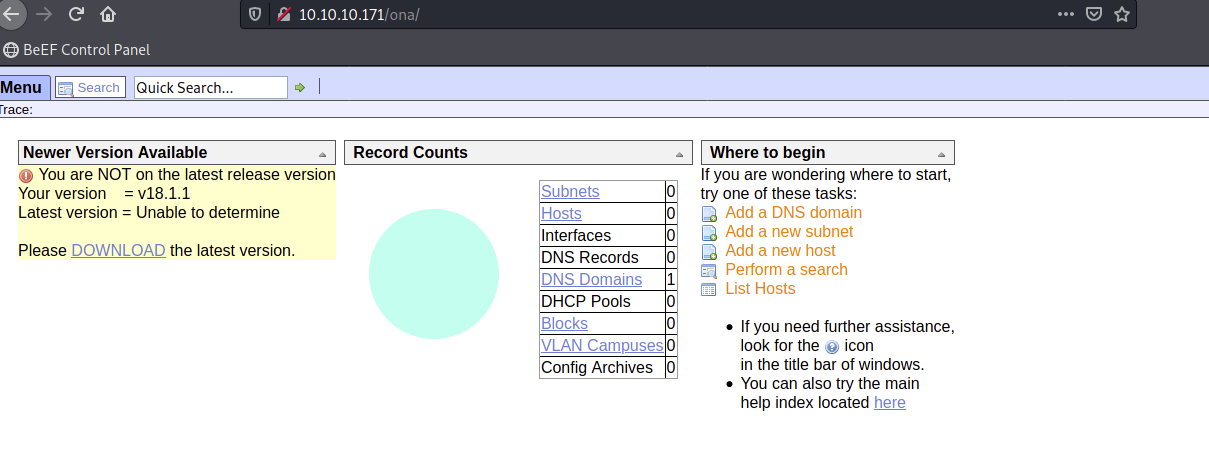 10.10.10.171/ona/
BeEF Control Panel
Menu Search Quick Search...
Trace:
Newer Version Available
You are NOT on the latest release version
Your version = v18.1.1
Latest version = Unable to determine
Please DOWNLOAD the latest version.
Record Counts
Subnets 0
Hosts 0
Interfaces 0
DNS Records 0
DNS Domains 1
DHCP Pools 0
Blocks 0
VLAN Campuses 0
Config Archives 0
Where to begin
If you are wondering where to start,
try one of these tasks:
Add a DNS domain
Add a new subnet
Add a new host
Perform a search
List Hosts
• If you need further assistance,
look for the ? icon
in the title bar of windows.
• You can also try the main
help index located here